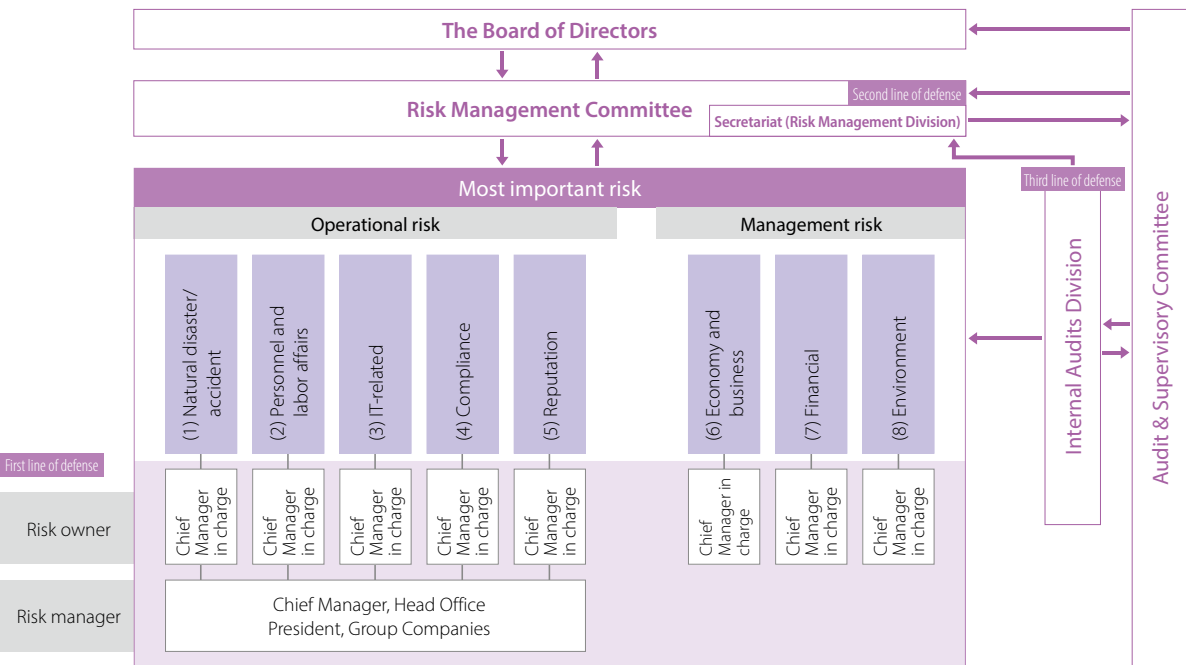 The Board of Directors
Second line of defense
Risk Management Committee
Secretariat (Risk Management Division)
Third line of defense
Most important risk
Operational risk
Management risk
(1) Natural disaster/
accident
(2) Personnel and
labor affairs
(3) IT-related
(4) Compliance
(5) Reputation
(6) Economy and
business
(7) Financial
(8) Environment
Internal Audits Division
Audit & Supervisory Committee
First line of defense
Risk owner
Chief
Manager
in charge
Chief
Manager
in charge
Chief
Manager
in charge
Chief
Manager
in charge
Chief
Manager
in charge
Chief
Manager in
charge
Chief
Manager
in charge
Chief
Manager
in charge
Risk manager
Chief Manager, Head Office
President, Group Companies